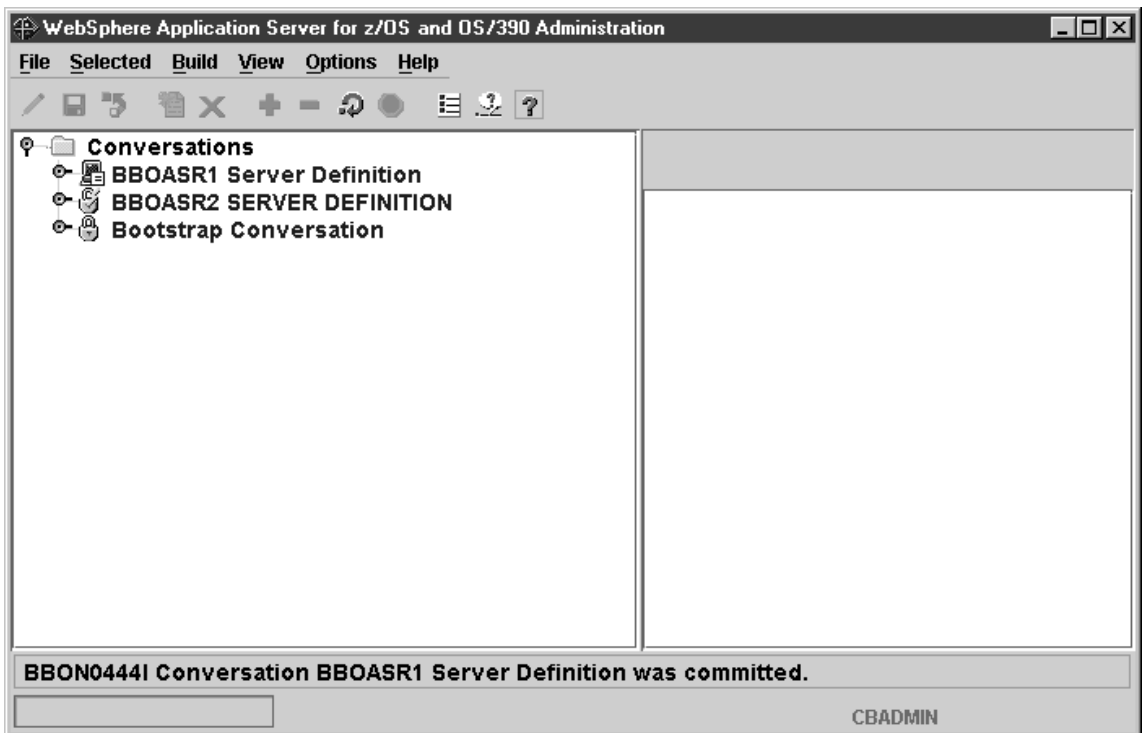 WebSphere Application Server for z/OS and OS/390 Administration
File Selected Build View Options Help
Conversations
BBOASR1 Server Definition
BBOASR2 SERVER DEFINITION
Bootstrap Conversation
BBON0444I Conversation BBOASR1 Server Definition was committed.
CBADMIN